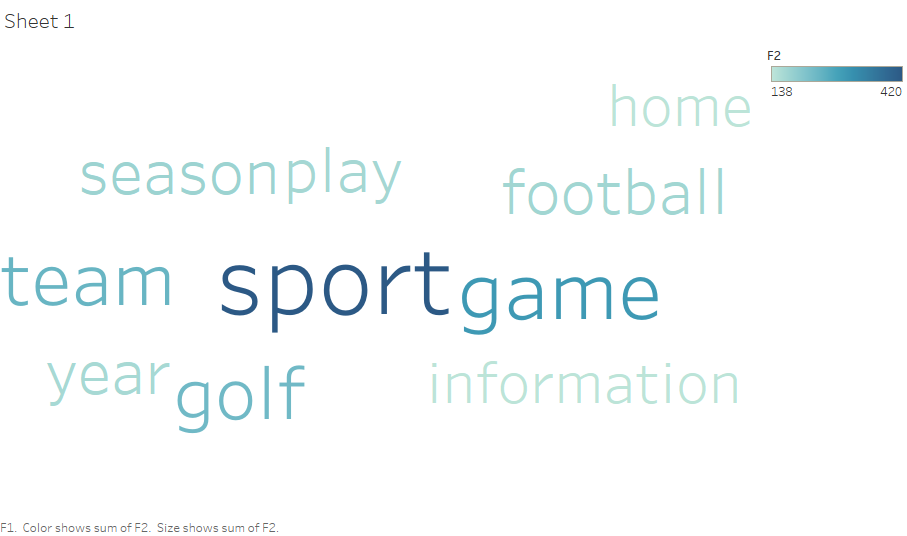 Sheet 1
F2
138 420
home
season play
football
team sport game
year golf information
F1. Color shows sum of F2. Size shows sum of F2.